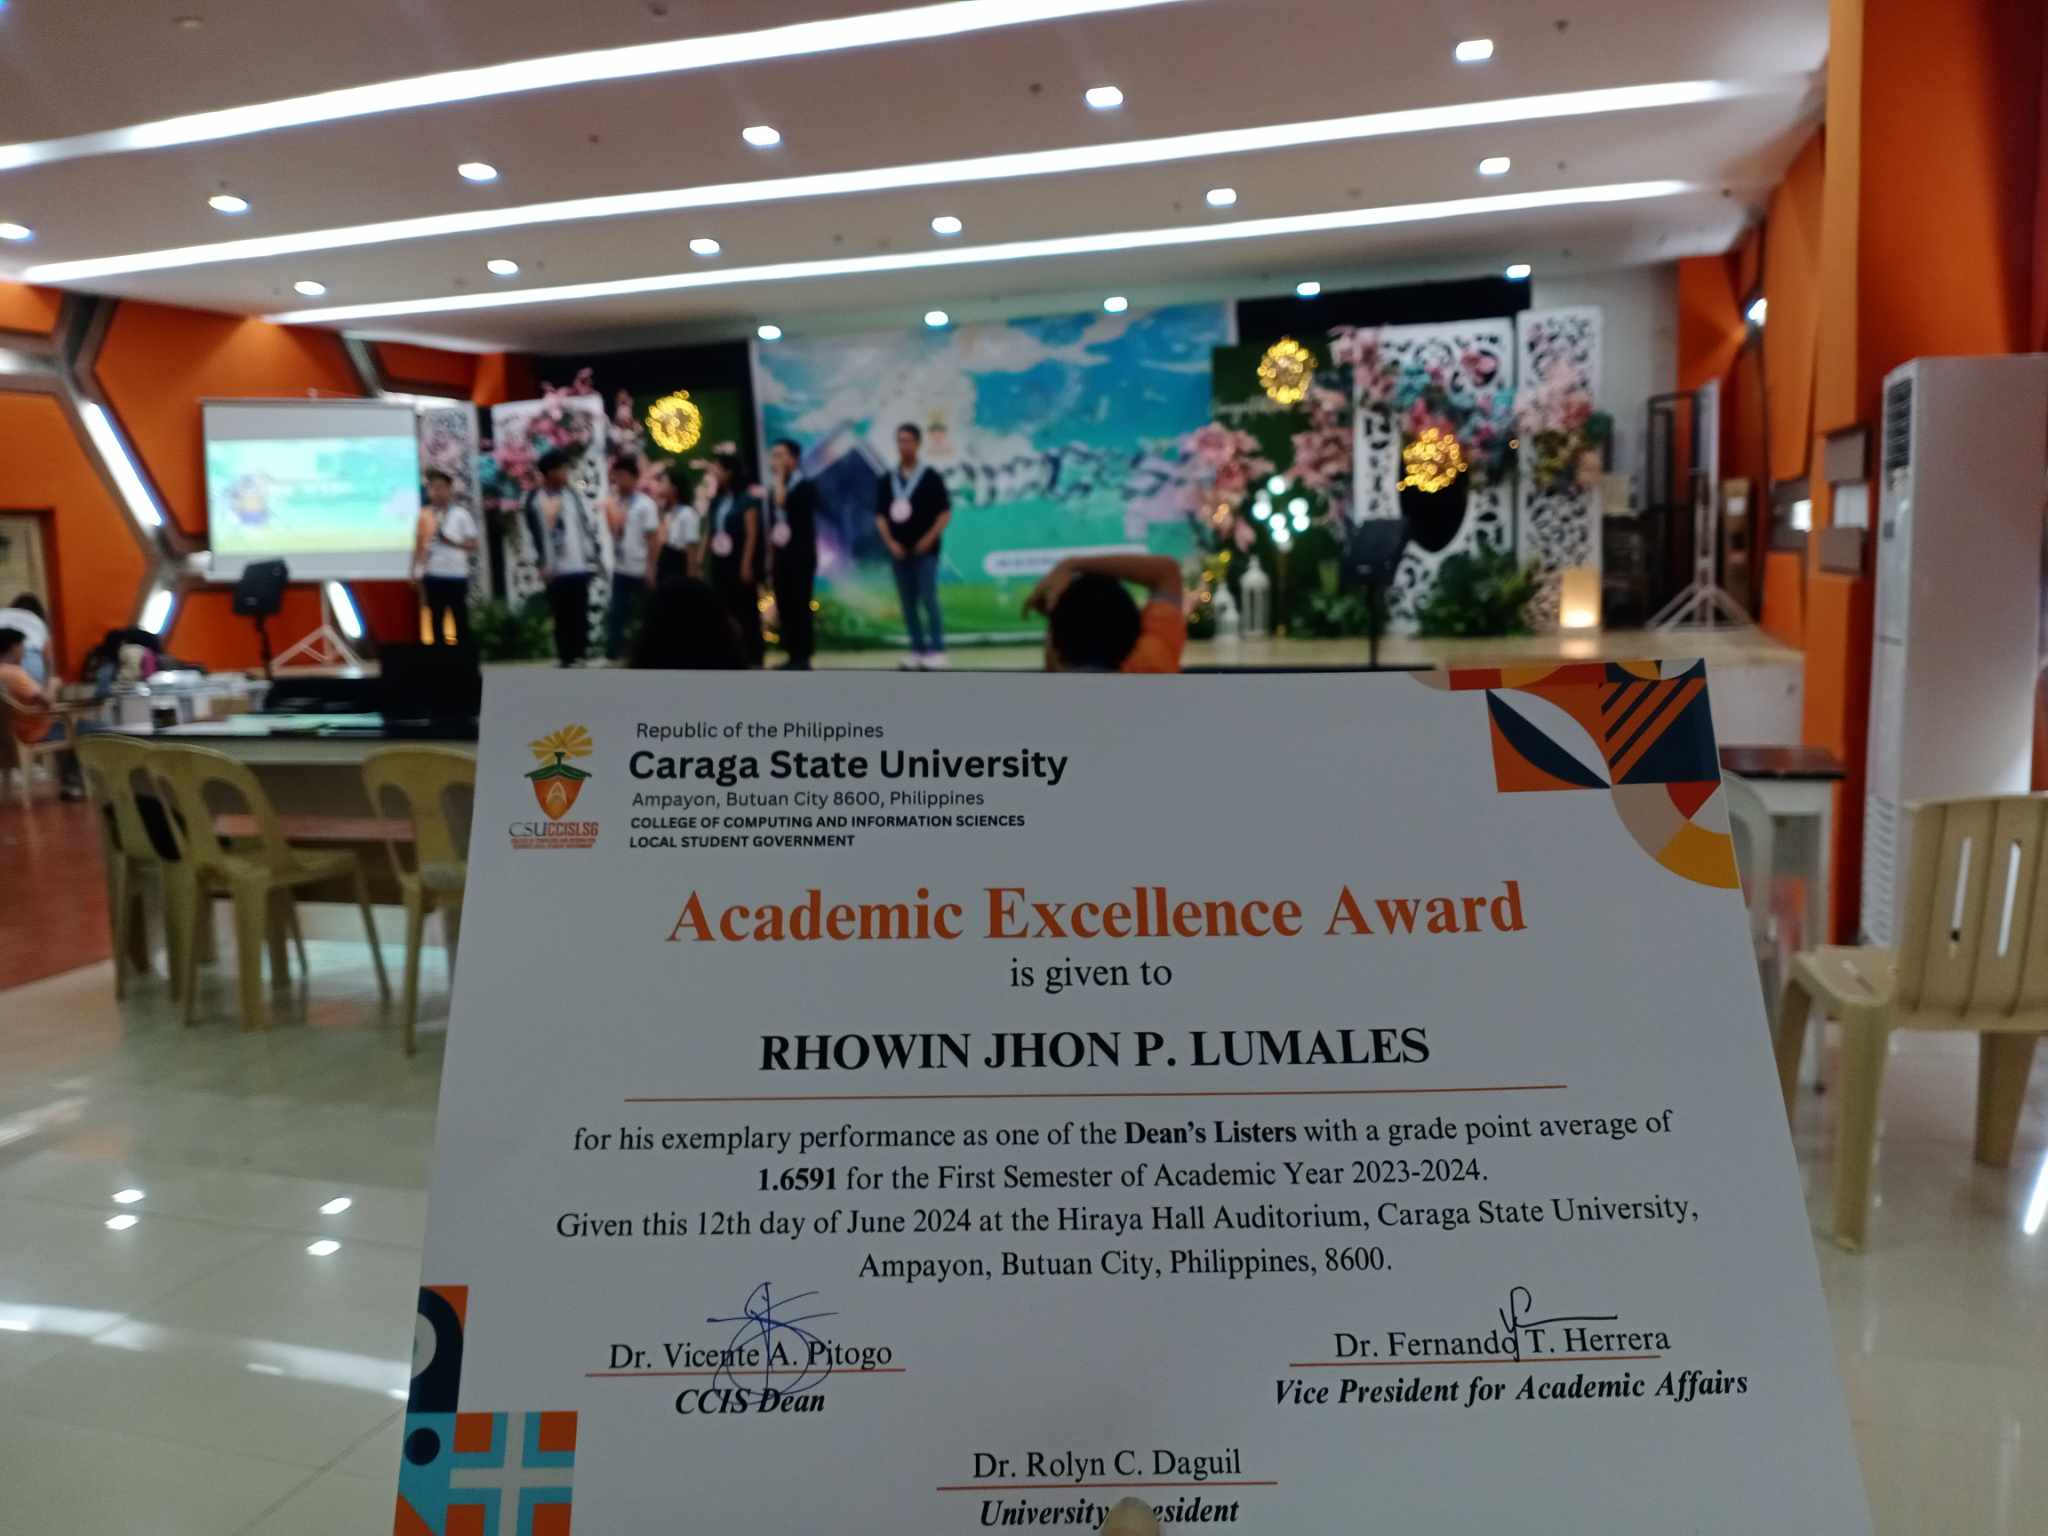 Republic of the Philippines
Caraga State University
Ampayon, Butuan City 8600, Philippines
COLLEGE OF COMPUTING AND INFORMATION SCIENCES
LOCAL STUDENT GOVERNMENT
CSUCCISLSG
Academic Excellence Award
is given to
RHOWIN JHON P. LUMALES
for his exemplary performance as one of the Dean's Listers with a grade point average of
1.6591 for the First Semester of Academic Year 2023-2024.
Given this 12th day of June 2024 at the Hiraya Hall Auditorium, Caraga State University,
Ampayon, Butuan City, Philippines, 8600.
Dr. Vicente A. Pitogo
CCIS Dean
Dr. Fernando T. Herrera
Vice President for Academic Affairs
Dr. Rolyn C. Daguil
University esident